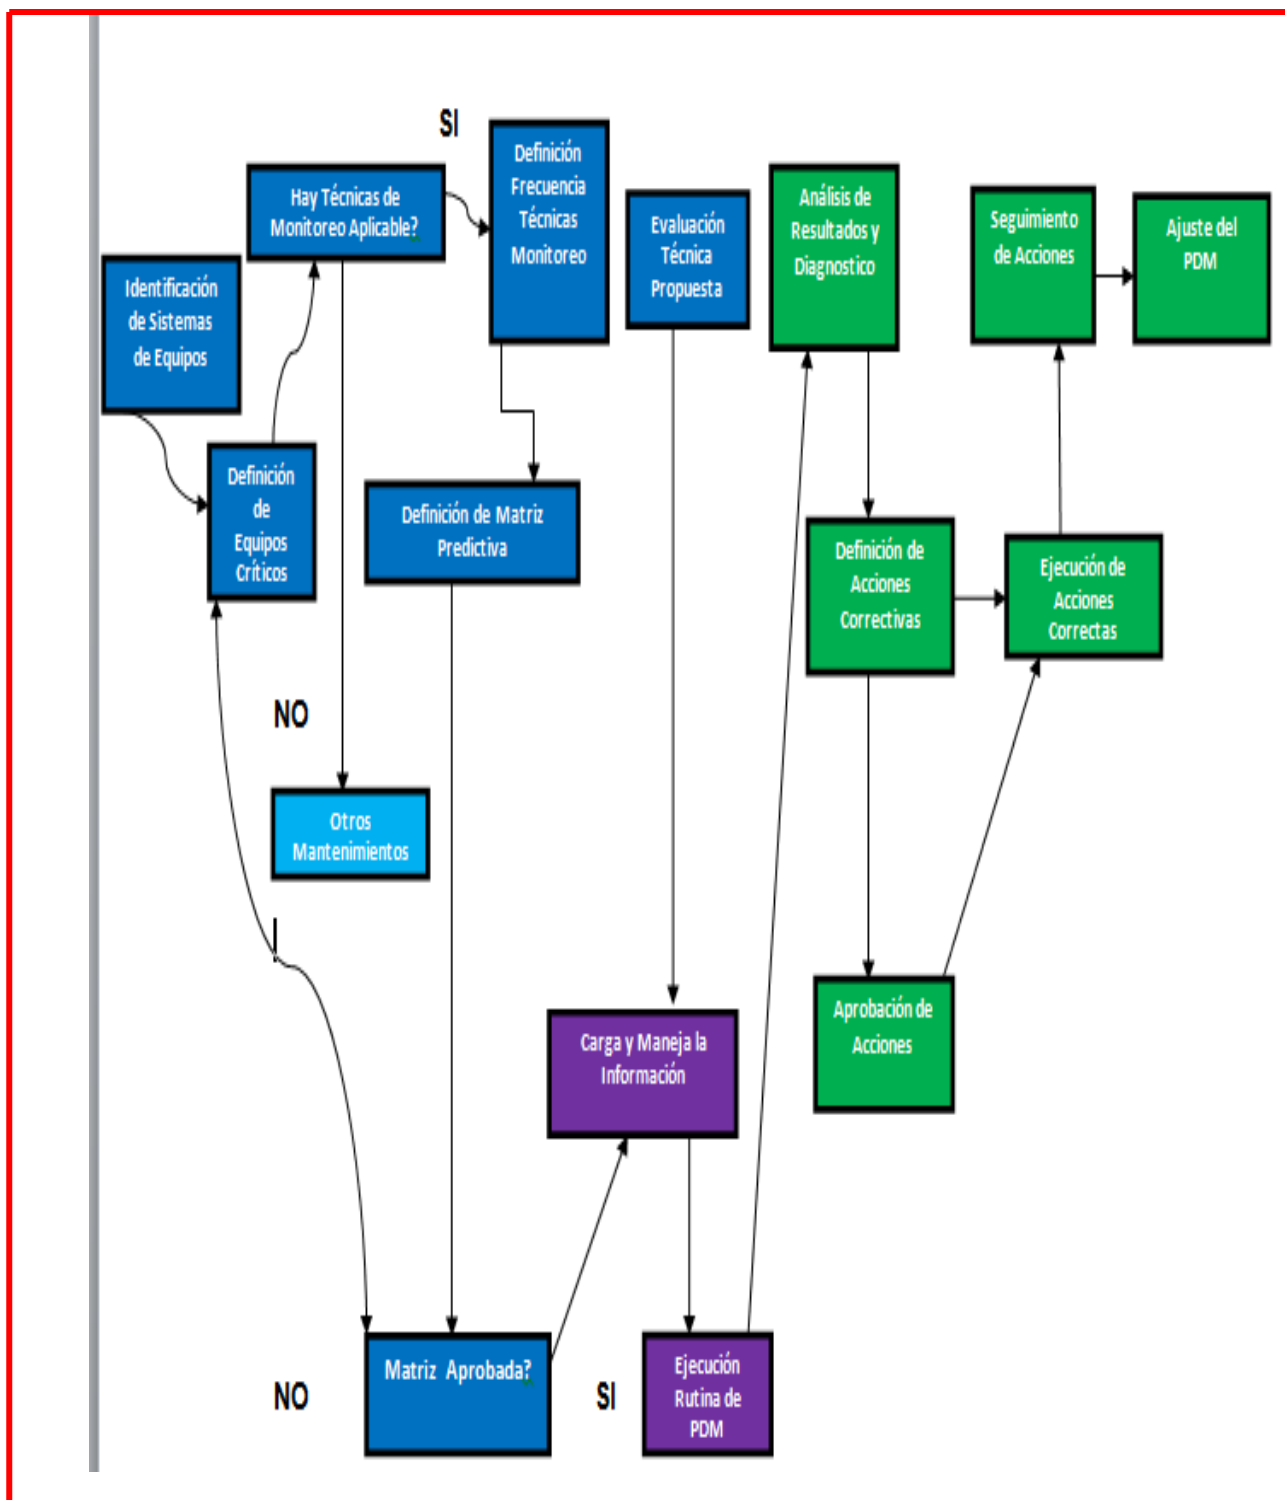 SI
Hay Técnicas de
Monitoreo Aplicable?
Definición
Frecuencia
Técnicas
Monitoreo
Evaluación
Técnica
Propuesta
Análisis de
Resultados y
Diagnostico
Seguimiento
de Acciones
Ajuste del
PDM
Identificación
de Sistemas
de Equipos
Definición
de
Equipos
Críticos
Definición de Matriz
Predictiva
Definición de
Acciones
Correctivas
Ejecución de
Acciones
Correctas
NO
Otros
Mantenimientos
Aprobación de
Acciones
Carga y Maneja la
Información
NO
Matriz Aprobada?
SI
Ejecución
Rutina de
PDM